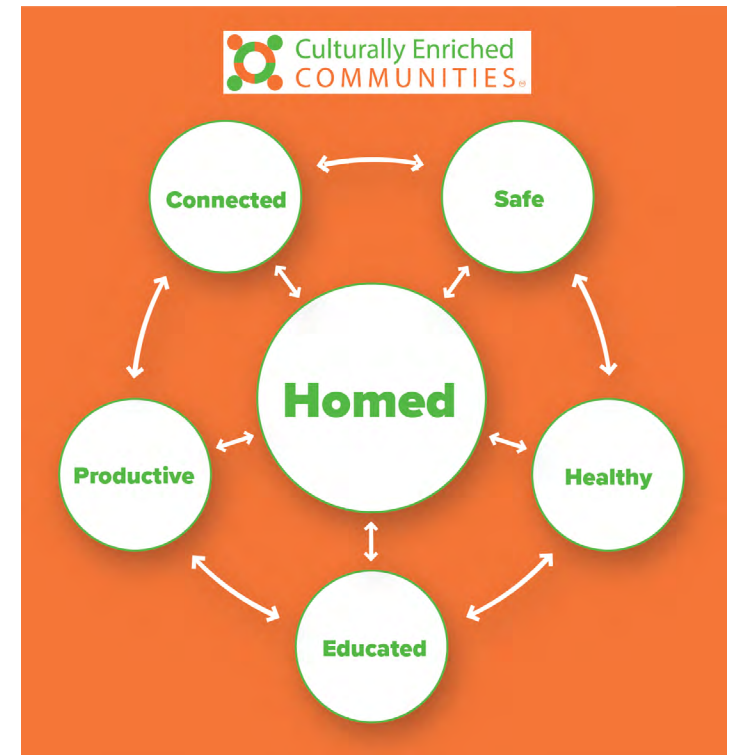 Culturally Enriched
COMMUNITIES
Connected
Safe
Homed
Productive
Healthy
Educated